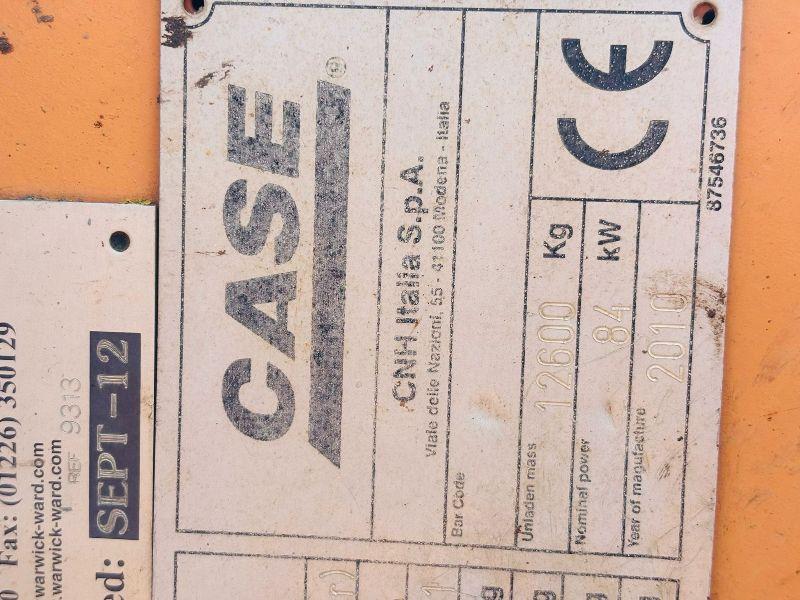 CASE®
CNH Italia S.p.A.
Viale delle Nazioni, 55 - 41100 Modena - Italia
Bar Code
Unladen mass 12600 Kg
Nominal power 84 kW
Year of manufacture 2010
CE
87546736
0 Fax: (01226) 350129
warwick-ward.com
.warwick-ward.com
REF 9313
ed: SEPT-12